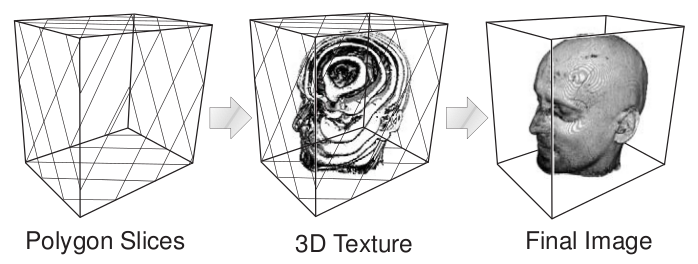 Polygon Slices
3D Texture
Final Image